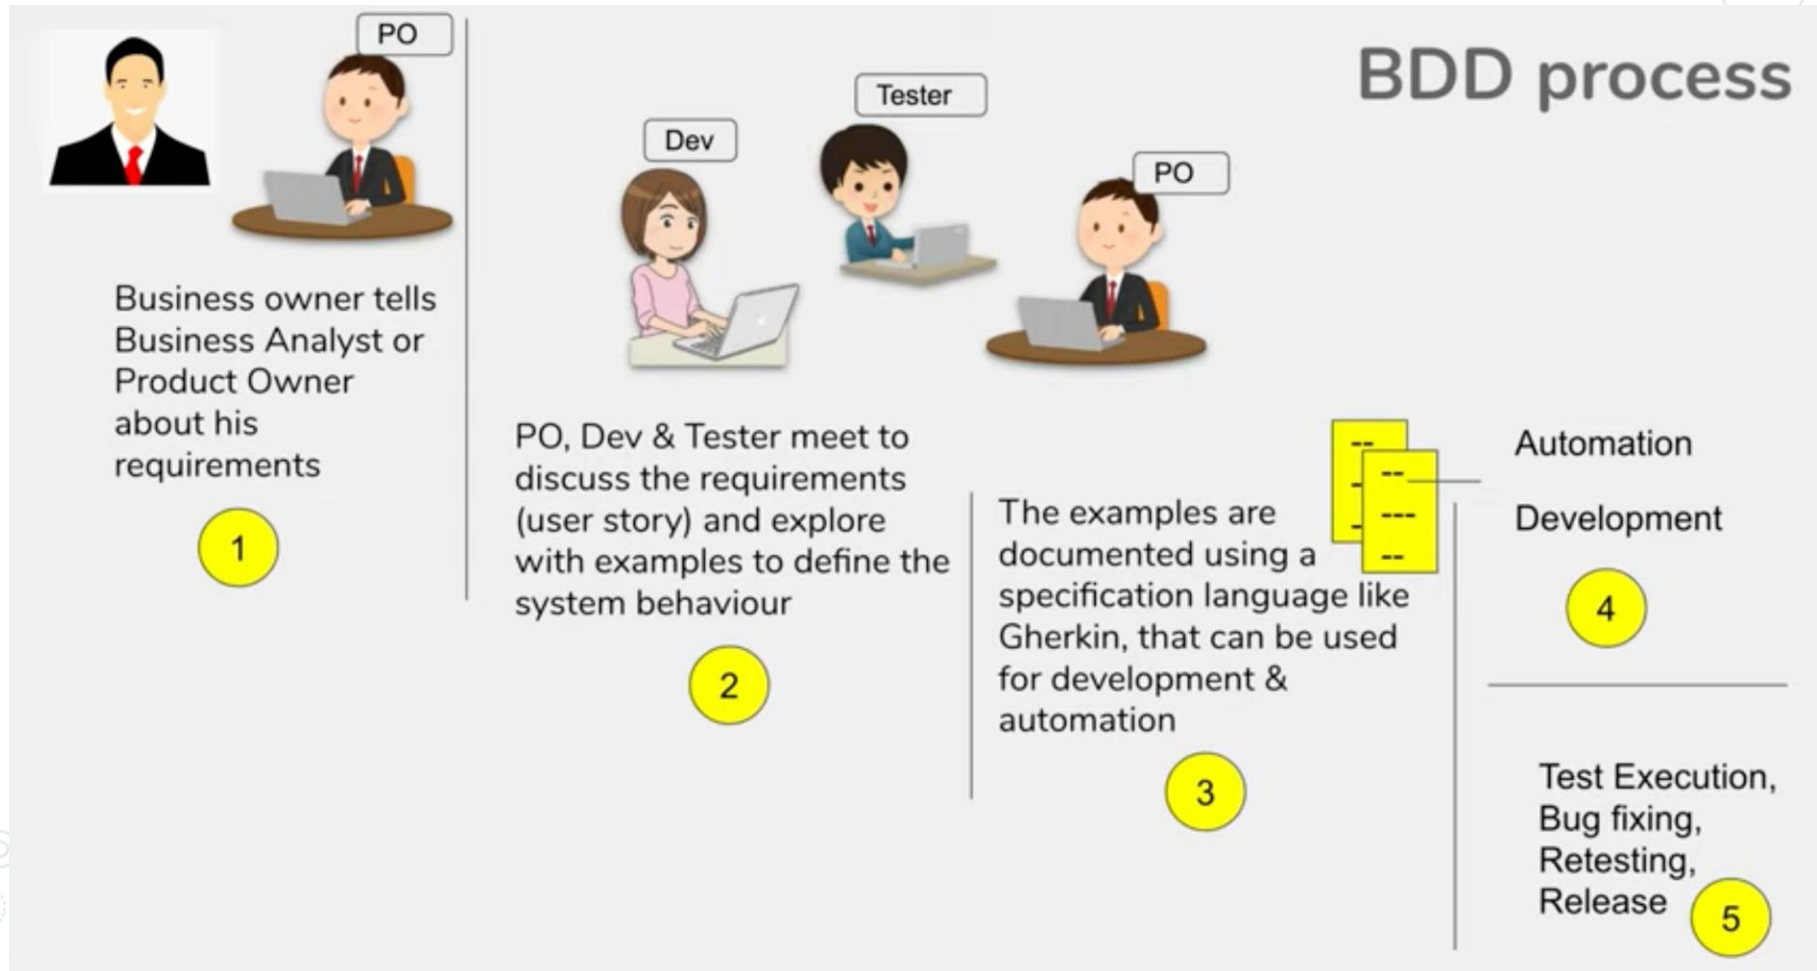 BDD process
PO
Business owner tells
Business Analyst or
Product Owner
about his
requirements
1
Dev
Tester
PO
PO, Dev & Tester meet to
discuss the requirements
(user story) and explore
with examples to define the
system behaviour
2
The examples are
documented using a
specification language like
Gherkin, that can be used
for development &
automation
3
Automation
Development
4
Test Execution,
Bug fixing,
Retesting,
Release
5